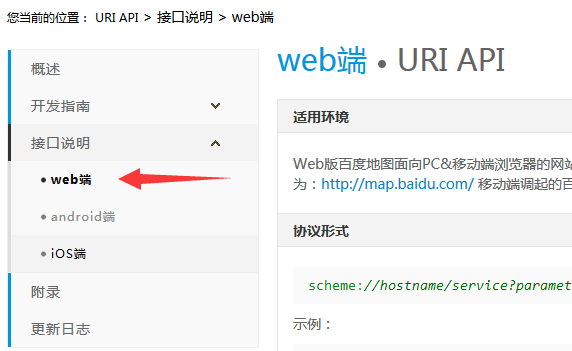 您当前的位置： URI API > 接口说明 > web端
概述
开发指南
接口说明
• web端
• android端
• iOS端
附录
更新日志
web端 • URI API
适用环境
Web版百度地图面向PC&移动端浏览器的网站
为：http://map.baidu.com/ 移动端调起的百
协议形式
scheme://hostname/service?paramet
示例：